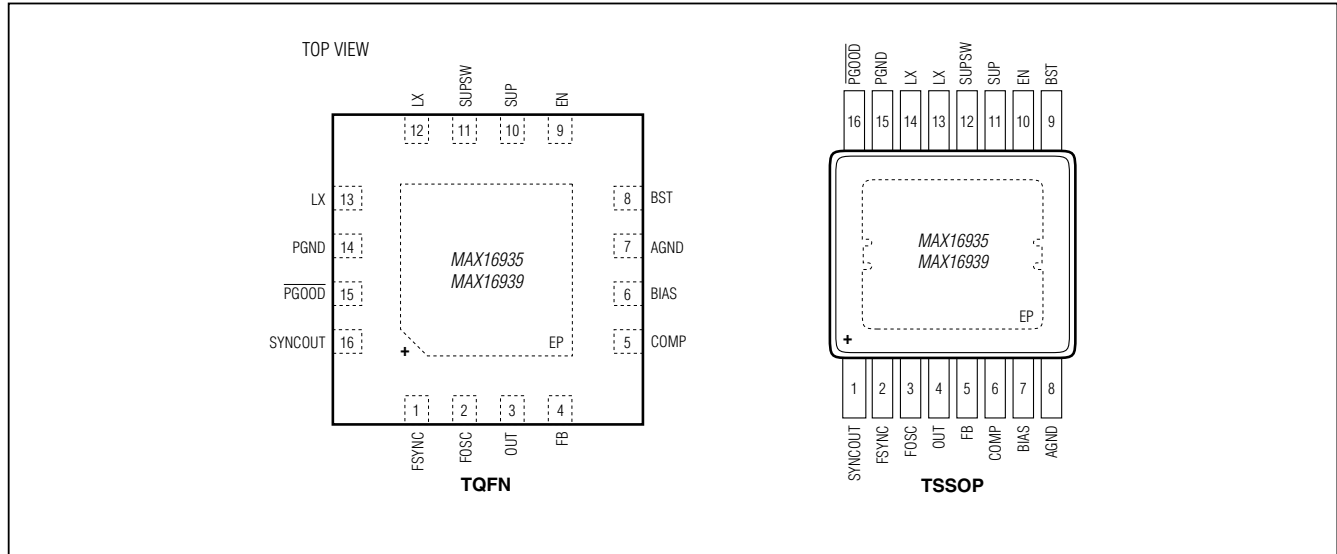 TOP VIEW
LX
SUPSW
SUP
EN
12
11
10
9
LX 13
PGND 14
PGOOD 15
SYNCOUT 16
8 BST
7 AGND
6 BIAS
5 COMP
MAX16935
MAX16939
EP
+
1
2
3
4
FSYNC
FOSC
OUT
FB
TQFN
PGOOD
PGND
LX
LX
SUPSW
SUP
EN
BST
16
15
14
13
12
11
10
9
MAX16935
MAX16939
EP
+
1
2
3
4
5
6
7
8
SYNCOUT
FSYNC
FOSC
OUT
FB
COMP
BIAS
AGND
TSSOP